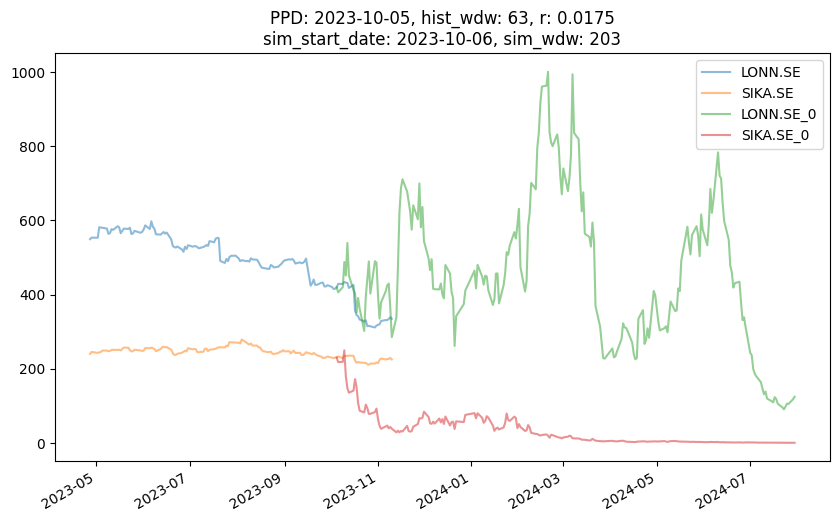 PPD: 2023-10-05, hist_wdw: 63, r: 0.0175
sim_start_date: 2023-10-06, sim_wdw: 203
LONN.SE
SIKA.SE
LONN.SE_0
SIKA.SE_0
1000
800
600
400
200
0
2023-05
2023-07
2023-09
2023-11
2024-01
2024-03
2024-05
2024-07